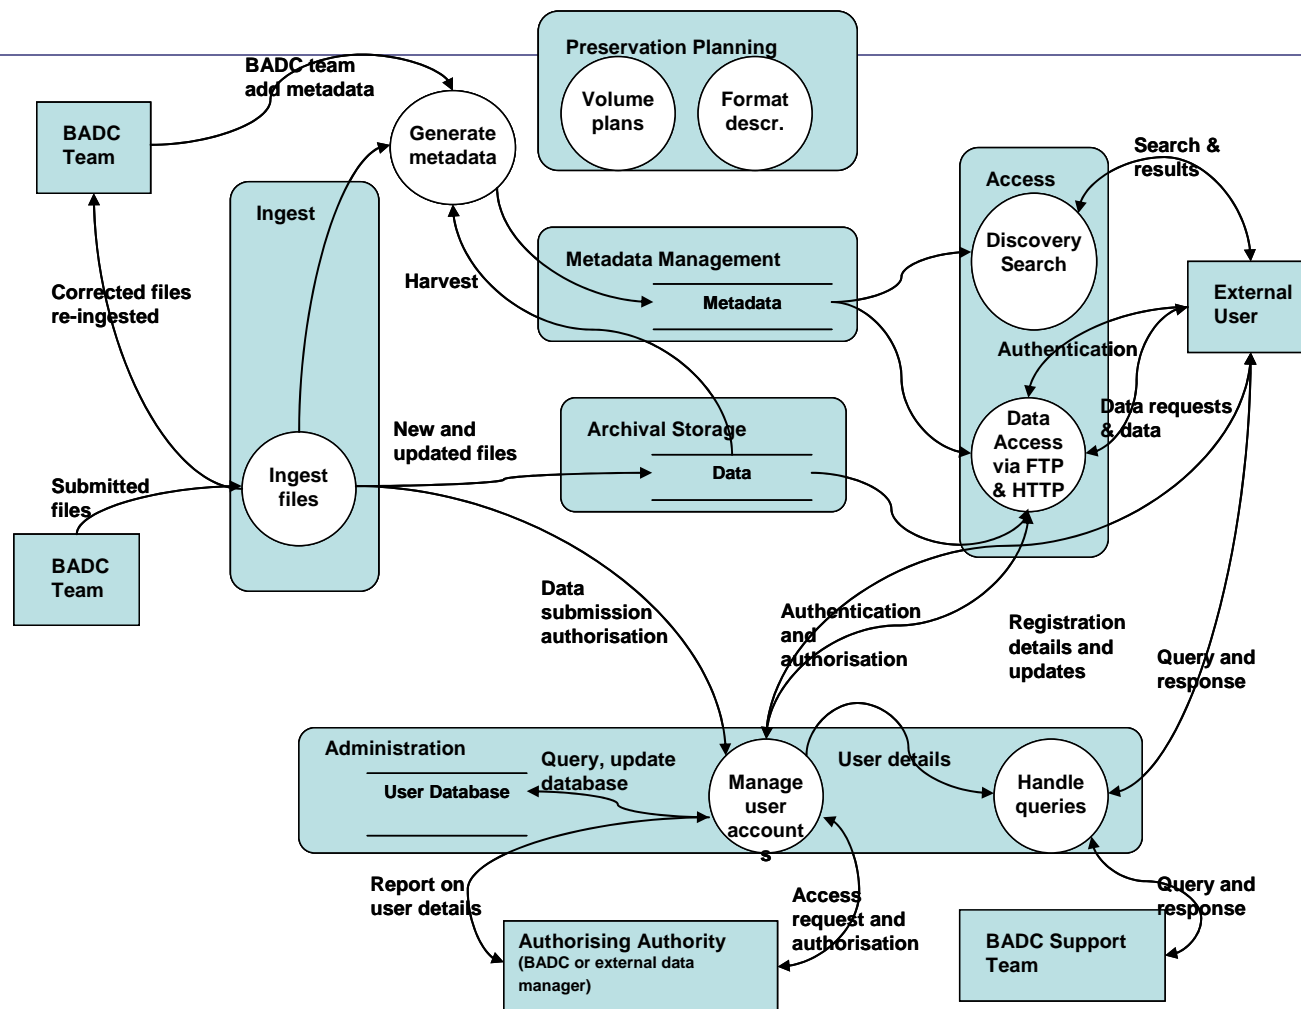 Preservation Planning
Volume
plans
Format
descr.
BADC team
add metadata
BADC
Team
Generate
metadata
Search &
results
Access
Ingest
Discovery
Search
Metadata Management
Harvest
Metadata
Corrected files
re-ingested
External
User
Authentication
Data requests
& data
Data
Access
via FTP
& HTTP
New and
updated files
Archival Storage
Data
Ingest
files
Submitted
files
BADC
Team
Data
submission
authorisation
Authentication
and
authorisation
Registration
details and
updates
Query and
response
Administration
Query, update
database
User details
User Database
Manage
user
account
s
Handle
queries
Report on
user details
Access
request and
authorisation
Query and
response
Authorising Authority
(BADC or external data
manager)
BADC Support
Team